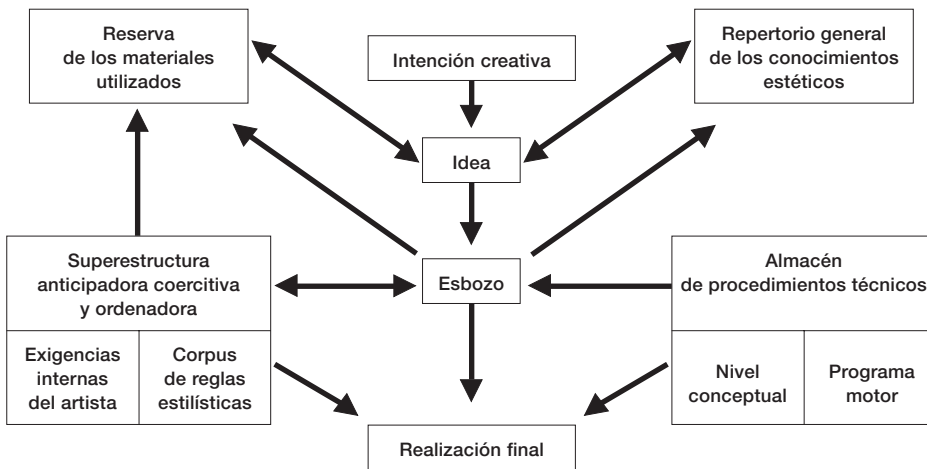 Reserva
de los materiales
utilizados
Intención creativa
Repertorio general
de los conocimientos
estéticos
Idea
Superestructura
anticipadora coercitiva
y ordenadora
Esbozo
Almacén
de procedimientos técnicos
Exigencias
internas
del artista
Corpus
de reglas
estilísticas
Nivel
conceptual
Programa
motor
Realización final